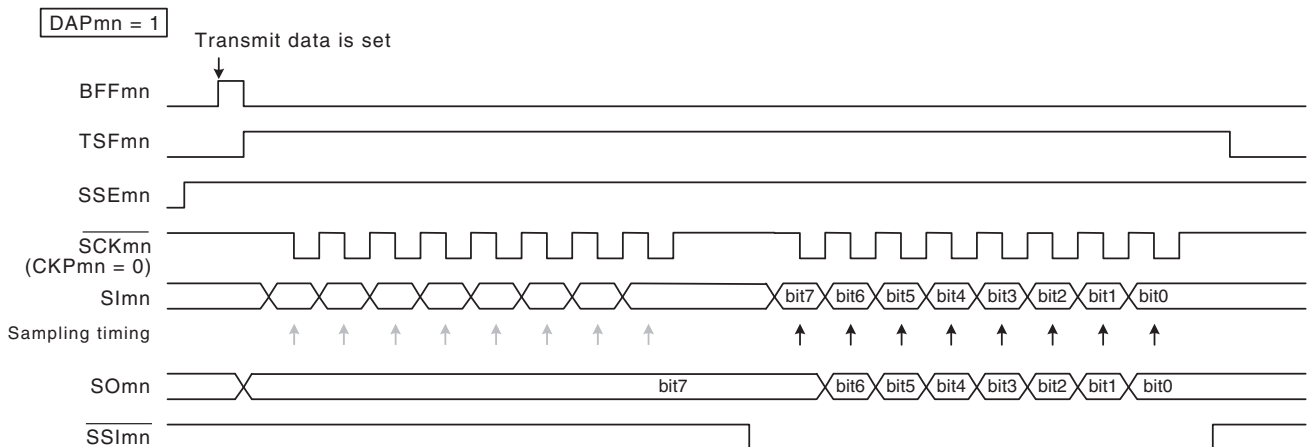 DAPmn = 1
Transmit data is set
BFFmn
TSFmn
SSEmn
SCKmn
(CKPmn = 0)
SImn
bit7 bit6 bit5 bit4 bit3 bit2 bit1 bit0
Sampling timing
SOmn
bit7 bit6 bit5 bit4 bit3 bit2 bit1 bit0
SSImn